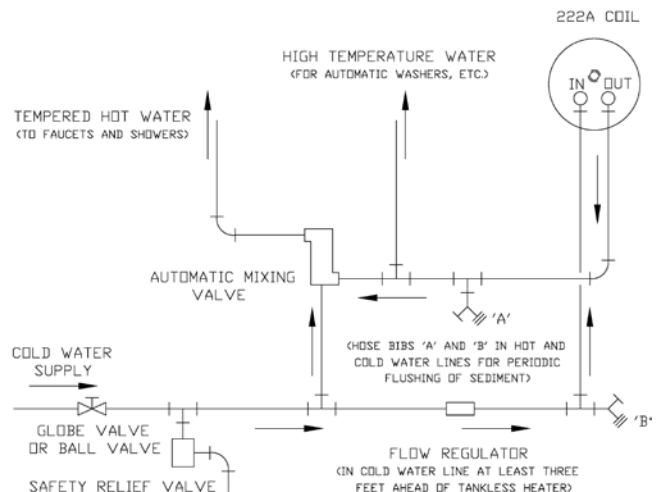 222A COIL
HIGH TEMPERATURE WATER
(FOR AUTOMATIC WASHERS, ETC.)
IN OUT
TEMPERED HOT WATER
(TO FAUCETS AND SHOWERS)
AUTOMATIC MIXING
VALVE
'A'
(HOSE BIBS 'A' AND 'B' IN HOT AND
COLD WATER LINES FOR PERIODIC
FLUSHING OF SEDIMENT)
COLD WATER
SUPPLY
'B'
GLOBE VALVE
OR BALL VALVE
FLOW REGULATOR
(IN COLD WATER LINE AT LEAST THREE
FEET AHEAD OF TANKLESS HEATER)
SAFETY RELIEF VALVE